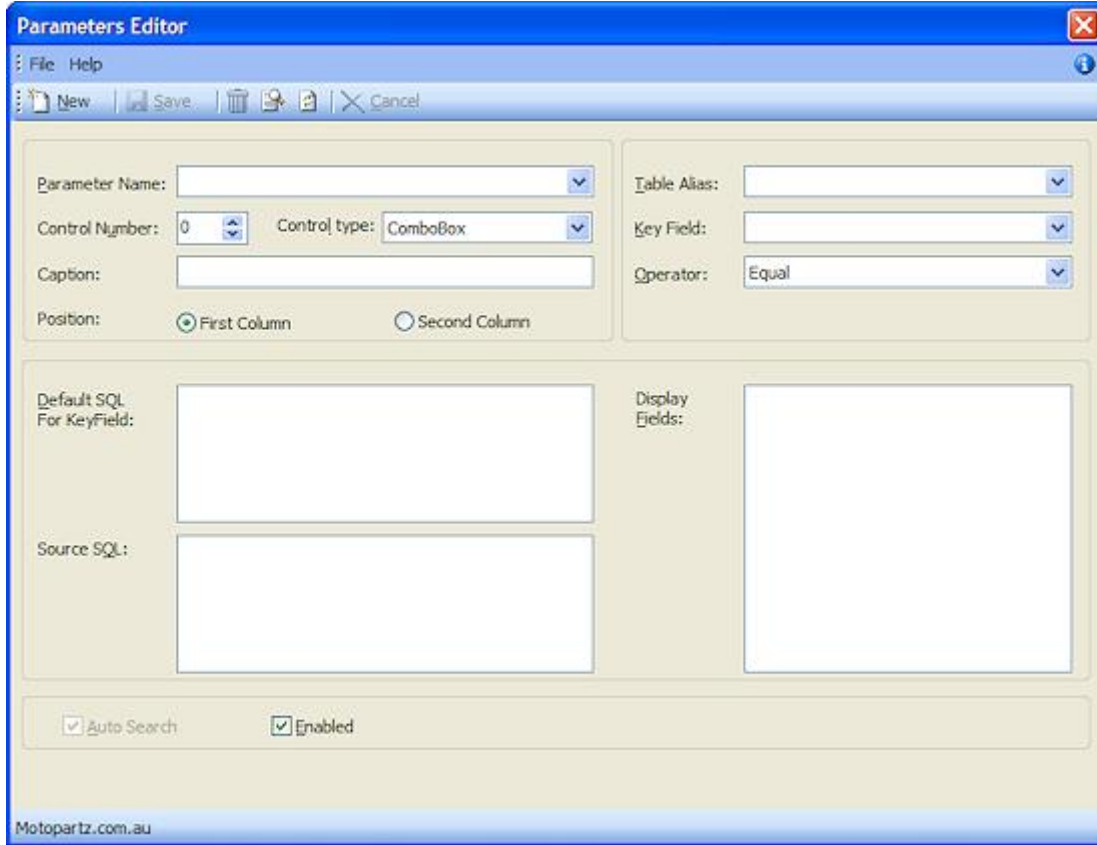 Parameters Editor
File Help
New Save Cancel
Parameter Name:
Control Number: 0 Control type: ComboBox
Caption:
Position: First Column Second Column
Table Alias:
Key Field:
Operator: Equal
Default SQL
For KeyField:
Source SQL:
Display
Fields:
Auto Search Enabled
Motopartz.com.au